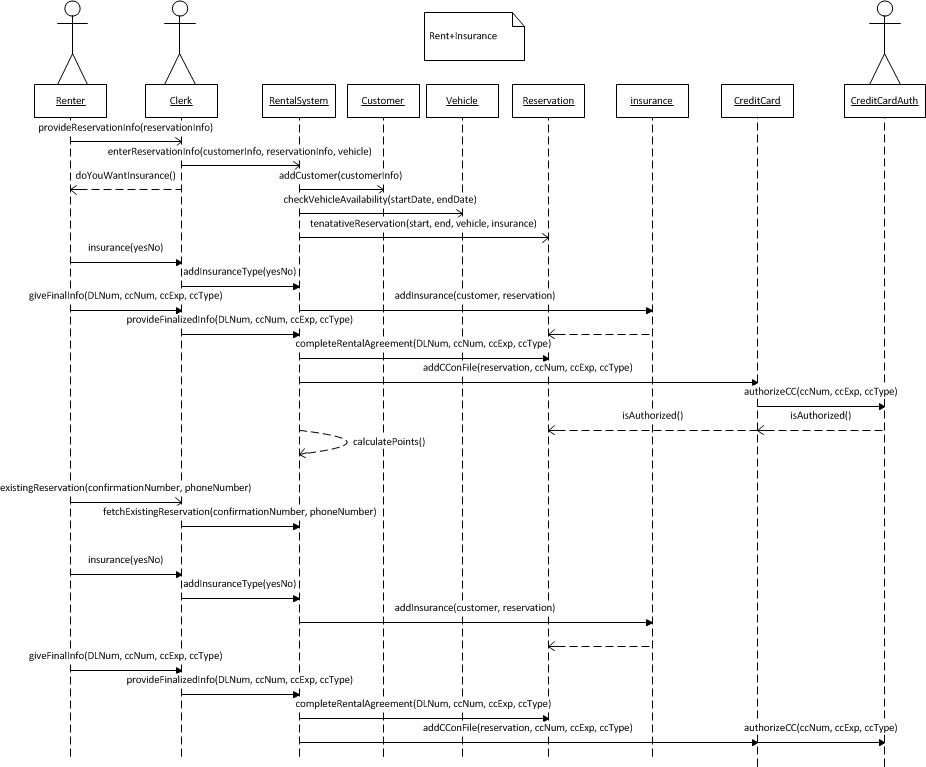 Rent+Insurance
Renter
Clerk
RentalSystem
Customer
Vehicle
Reservation
insurance
CreditCard
CreditCardAuth
provideReservationInfo(reservationInfo)
enterReservationInfo(customerInfo, reservationInfo, vehicle)
doYouWantInsurance()
addCustomer(customerInfo)
checkVehicleAvailability(startDate, endDate)
tenatativeReservation(start, end, vehicle, insurance)
insurance(yesNo)
addInsuranceType(yesNo)
giveFinalInfo(DLNum, ccNum, ccExp, ccType)
addInsurance(customer, reservation)
provideFinalizedInfo(DLNum, ccNum, ccExp, ccType)
completeRentalAgreement(DLNum, ccNum, ccExp, ccType)
addCConFile(reservation, ccNum, ccExp, ccType)
authorizeCC(ccNum, ccExp, ccType)
isAuthorized()
isAuthorized()
calculatePoints()
existingReservation(confirmationNumber, phoneNumber)
fetchExistingReservation(confirmationNumber, phoneNumber)
insurance(yesNo)
addInsuranceType(yesNo)
addInsurance(customer, reservation)
giveFinalInfo(DLNum, ccNum, ccExp, ccType)
provideFinalizedInfo(DLNum, ccNum, ccExp, ccType)
completeRentalAgreement(DLNum, ccNum, ccExp, ccType)
addCConFile(reservation, ccNum, ccExp, ccType)
authorizeCC(ccNum, ccExp, ccType)